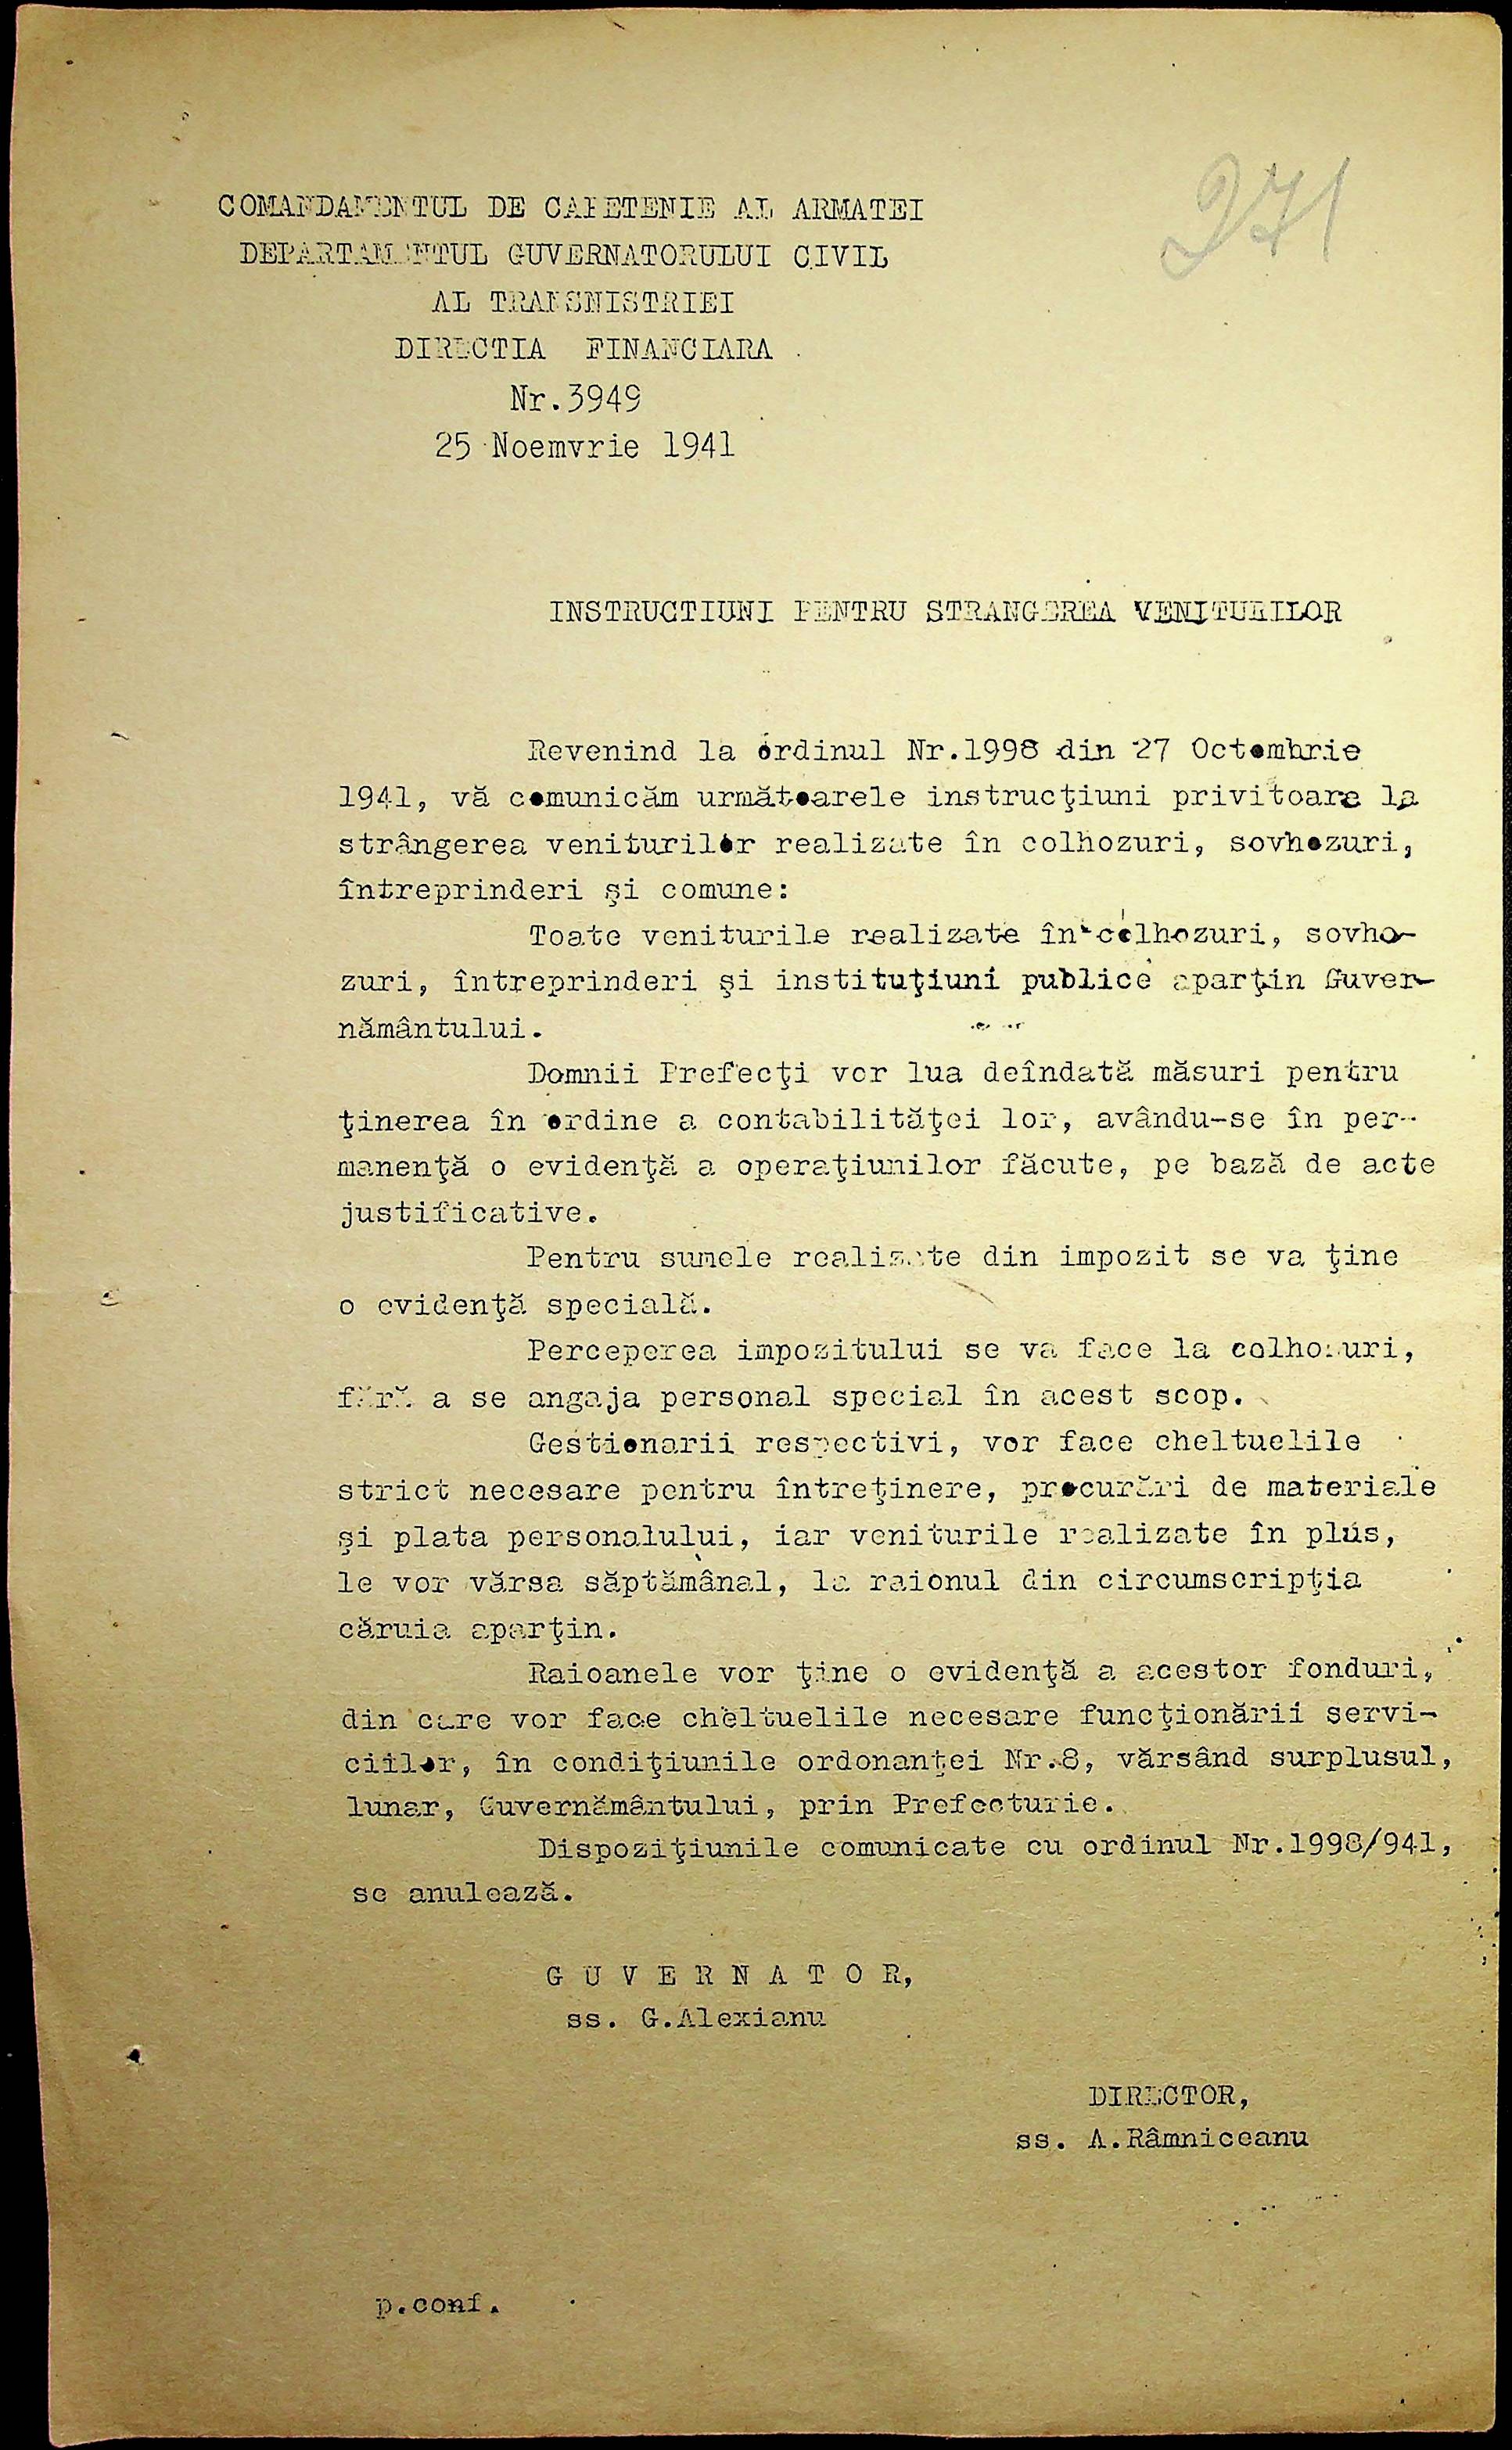 271
COMANDAMENTUL DE CAPETENIE AL ARMATEI
DEPARTAMENTUL GUVERNATORULUI CIVIL
AL TRANSNISTRIEI
DIRECTIA FINANCIARA
Nr.3949
25 Noemvrie 1941
INSTRUCTIUNI PENTRU STRANGEREA VENITURILOR
Revenind la ordinul Nr.1998 din 27 Octombrie
1941, vă comunicăm următoarele instrucţiuni privitoare la
strângerea veniturilor realizate în colhozuri, sovhozuri,
întreprinderi şi comune:
Toate veniturile realizate în colhozuri, sovho-
zuri, întreprinderi şi instituţiuni publice aparţin Guver-
nământului.
Domnii Prefecţi vor lua deîndată măsuri pentru
ţinerea în ordine a contabilităţei lor, avându-se în per-
manenţă o evidenţă a operaţiunilor făcute, pe bază de acte
justificative.
Pentru sumele realizate din impozit se va ţine
o evidenţă specială.
Perceperea impozitului se va face la colhozuri,
fără a se angaja personal special în acest scop.
Gestionarii respectivi, vor face cheltuelile
strict necesare pentru întreţinere, procurări de materiale
şi plata personalului, iar veniturile realizate în plus,
le vor vărsa săptămânal, la raionul din circumscripţia
căruia aparţin.
Raioanele vor ţine o evidenţă a acestor fonduri,
din care vor face cheltuelile necesare funcţionării servi-
ciilor, în condiţiunile ordonanţei Nr.8, vărsând surplusul,
lunar, Guvernământului, prin Prefecturie.
Dispoziţiunile comunicate cu ordinul Nr.1998/941,
se anulează.
G U V E R N A T O R,
ss. G.Alexianu
DIRECTOR,
ss. A.Râmniceanu
p.conf.